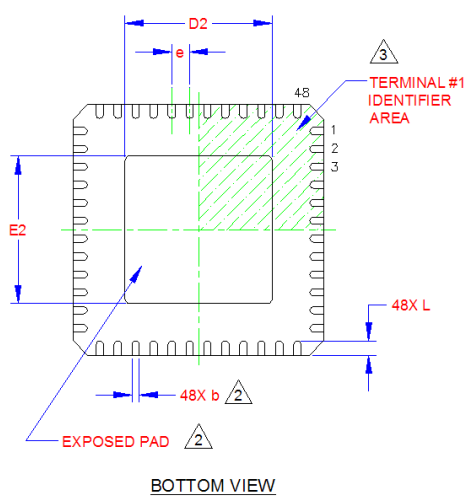 D2
e
3
TERMINAL #1
IDENTIFIER
AREA
48
1
2
3
E2
48X L
48X b 2
EXPOSED PAD 2
BOTTOM VIEW